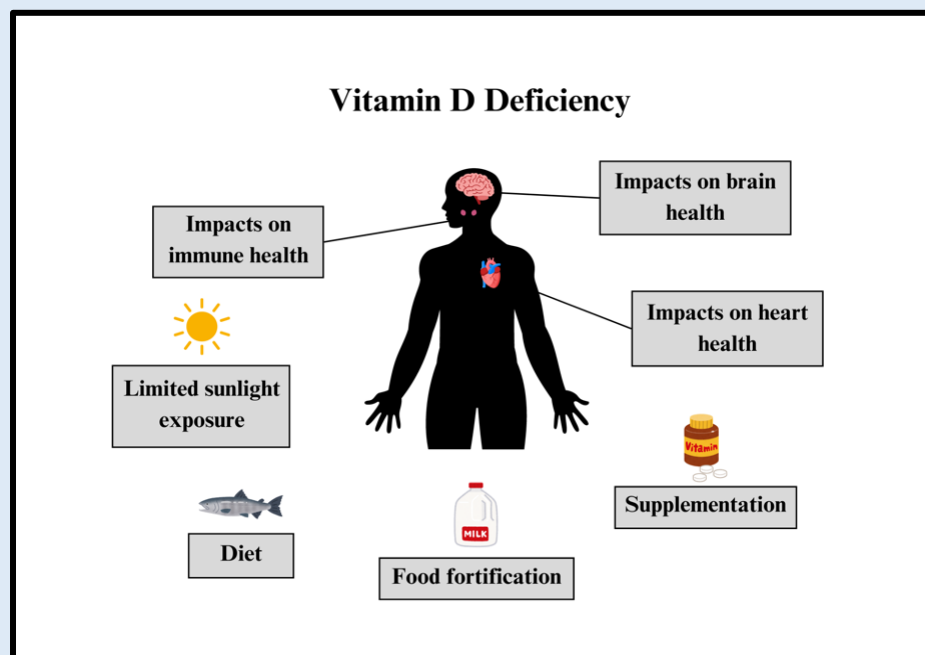 Vitamin D Deficiency
Impacts on brain
health
Impacts on
immune health
Impacts on heart
health
Limited sunlight
exposure
Vitamin
Supplementation
Diet
MILK
Food fortification